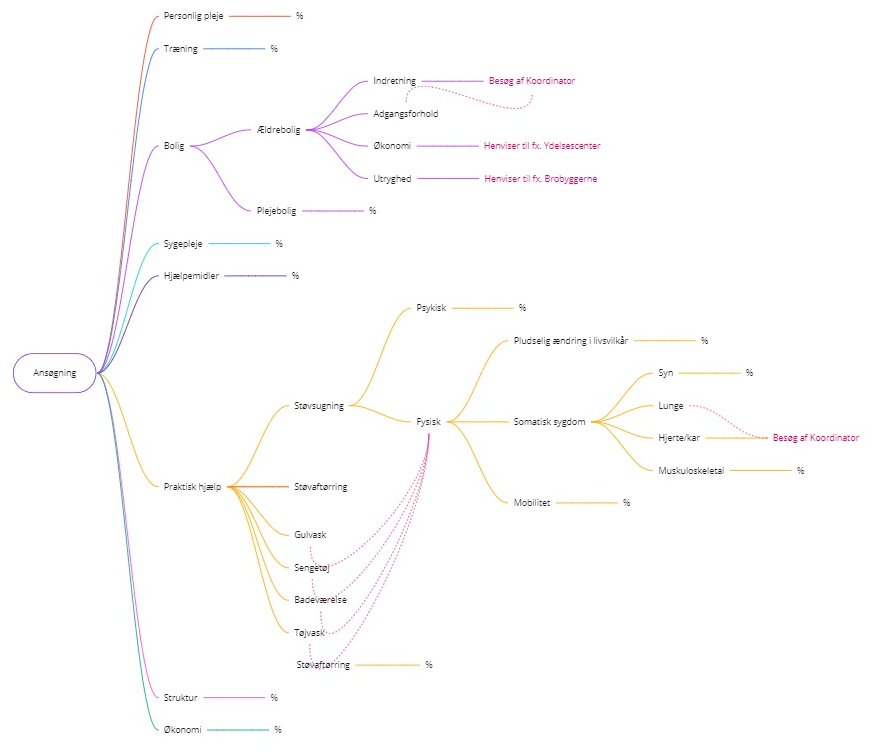 Personlig pleje %
Træning %
Indretning Besøg af Koordinator
Adgangsforhold
Ældrebolig
Bolig Økonomi Henviser til fx. Ydelsescenter
Utryghed Henviser til fx. Brobyggerne
Plejebolig %
Sygepleje %
Hjælpemidler %
Psykisk %
Pludselig ændring i livsvilkår %
Ansøgning Syn %
Støvsugning Lunge
Fysisk Somatisk sygdom
Hjerte/kar Besøg af Koordinator
Muskuloskeletal %
Praktisk hjælp Støvaftørring
Mobilitet %
Gulvask
Sengetøj
Badeværelse
Tøjvask
Støvaftørring %
Struktur %
Økonomi %